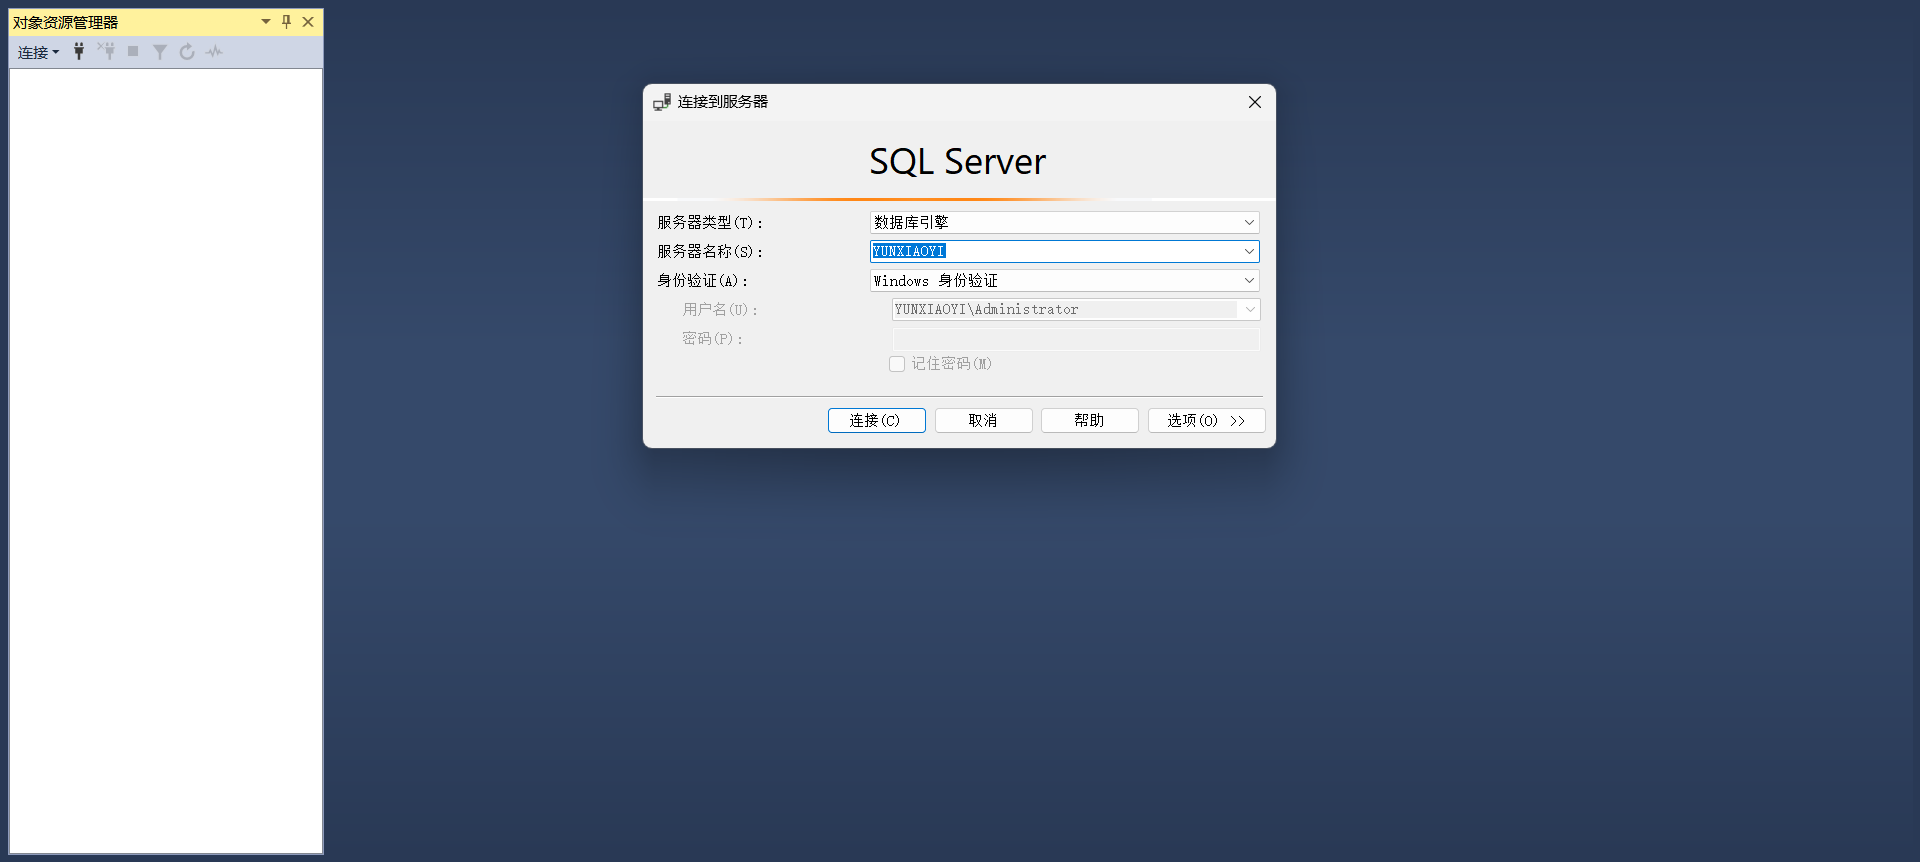 对象资源管理器
连接
连接到服务器
SQL Server
服务器类型(T):
数据库引擎
服务器名称(S):
YUNXIAOYI
身份验证(A):
Windows 身份验证
用户名(U):
YUNXIAOYI\Administrator
密码(P):
记住密码(M)
连接(C)
取消
帮助
选项(O) >>